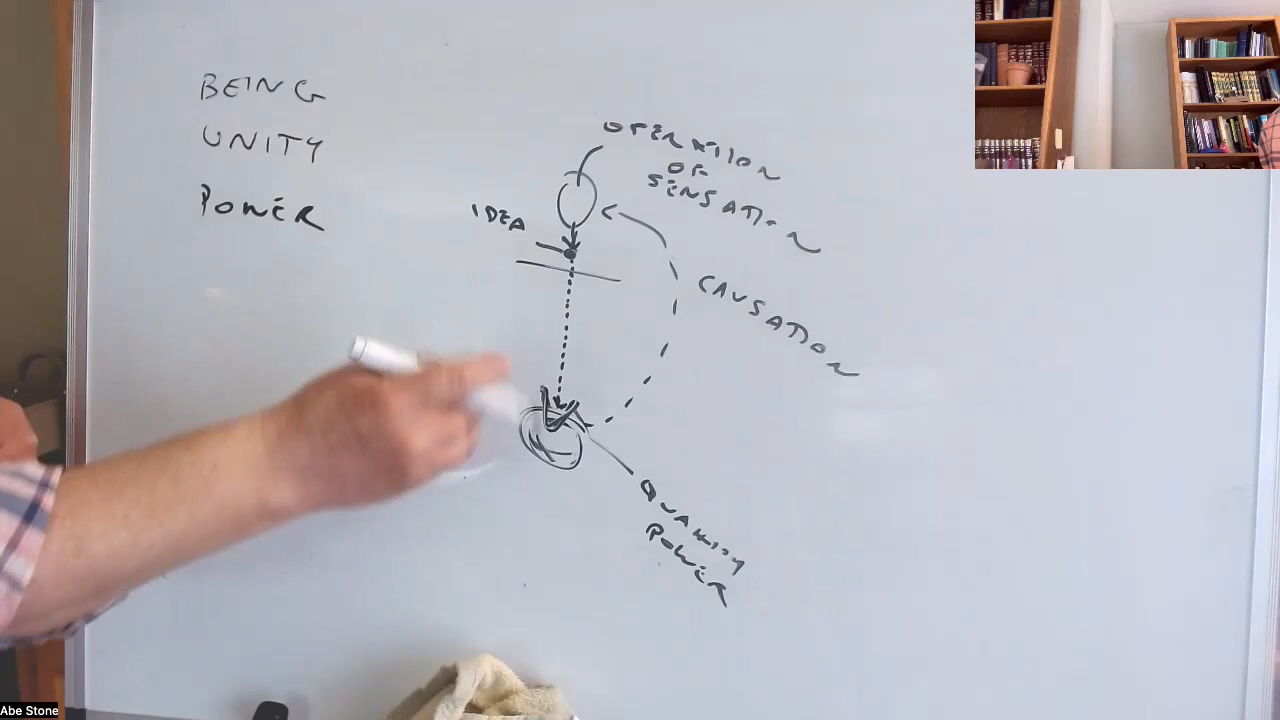 BEING
UNITY
POWER
OPERATION
OF
SENSATION
IDEA
CAUSATION
QUALITY
POWER
Abe Stone